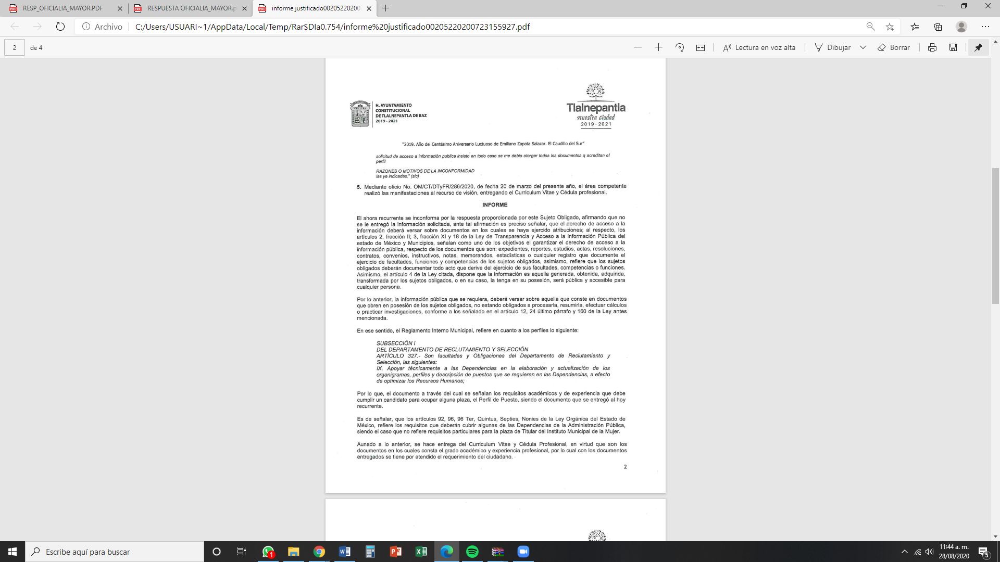 RESP_OFICIALIA_MAYOR.PDF
RESPUESTA OFICIALIA_MAYOR.p
informe justificado00205220200
Archivo
C:/Users/USUARI~1/AppData/Local/Temp/Rar$DIa0.754/informe%20justificado00205220200723155927.pdf
2 de 4
Lectura en voz alta
Dibujar
Borrar
H. AYUNTAMIENTO
CONSTITUCIONAL
DE TLALNEPANTLA DE BAZ
2019 - 2021
Tlalnepantla
nuestra ciudad
2019 - 2021
"2019. Año del Centésimo Aniversario Luctuoso de Emiliano Zapata Salazar. El Caudillo del Sur"
solicitud de acceso a información publica insisto en todo caso se me debio otorgar todos los documentos q acreditan el
perfil
RAZONES O MOTIVOS DE LA INCONFORMIDAD
las ya indicadas." (sic)
5. Mediante oficio No. OM/CT/DTyFR/286/2020, de fecha 20 de marzo del presente año, el área competente
realizó las manifestaciones al recurso de visión, entregando el Curriculum Vitae y Cédula profesional.
INFORME
El ahora recurrente se inconforma por la respuesta proporcionada por este Sujeto Obligado, afirmando que no
se le entregó la información solicitada, ante tal afirmación es preciso señalar, que el derecho de acceso a la
información deberá versar sobre documentos en los cuales se haya ejercido atribuciones; al respecto, los
artículos 2, fracción II; 3, fracción XI y 18 de la Ley de Transparencia y Acceso a la Información Pública del
estado de México y Municipios, señalan como uno de los objetivos el garantizar el derecho de acceso a la
información pública, respecto de los documentos que son: expedientes, reportes, estudios, actas, resoluciones,
contratos, convenios, instructivos, notas, memorandos, estadísticas o cualquier registro que documente el
ejercicio de facultades, funciones y competencias de los sujetos obligados, asimismo, refiere que los sujetos
obligados deberán documentar todo acto que derive del ejercicio de sus facultades, competencias o funciones.
Asimismo, el artículo 4 de la Ley citada, dispone que la información es aquella generada, obtenida, adquirida,
transformada por los sujetos obligados, o en su caso, la tenga en su posesión, será pública y accesible para
cualquier persona.
Por lo anterior, la información pública que se requiera, deberá versar sobre aquella que conste en documentos
que obren en posesión de los sujetos obligados, no estando obligados a procesarla, resumirla, efectuar cálculos
o practicar investigaciones, conforme a los señalado en el artículo 12, 24 último párrafo y 160 de la Ley antes
mencionada.
En ese sentido, el Reglamento Interno Municipal, refiere en cuanto a los perfiles lo siguiente:
SUBSECCIÓN I
DEL DEPARTAMENTO DE RECLUTAMIENTO Y SELECCIÓN
ARTÍCULO 327.- Son facultades y Obligaciones del Departamento de Reclutamiento y
Selección, las siguientes:
IX. Apoyar técnicamente a las Dependencias en la elaboración y actualización de los
organigramas, perfiles y descripción de puestos que se requieren en las Dependencias, a efecto
de optimizar los Recursos Humanos;
Por lo que, el documento a través del cual se señalan los requisitos académicos y de experiencia que debe
cumplir un candidato para ocupar alguna plaza, el Perfil de Puesto, siendo el documento que se entregó al hoy
recurrente.
Es de señalar, que los artículos 92, 96, 96 Ter, Quintus, Septies, Nonies de la Ley Orgánica del Estado de
México, refiere los requisitos que deberán cubrir algunas de las Dependencias de la Administración Pública,
siendo el caso que no refiere requisitos particulares para la plaza de Titular del Instituto Municipal de la Mujer.
Aunado a lo anterior, se hace entrega del Curriculum Vitae y Cédula Profesional, en virtud que son los
documentos en los cuales consta el grado académico y experiencia profesional, por lo cual con los documentos
entregados se tiene por atendido el requerimiento del ciudadano.
2
Escribe aquí para buscar
1
11:44 a. m.
28/08/2020
5